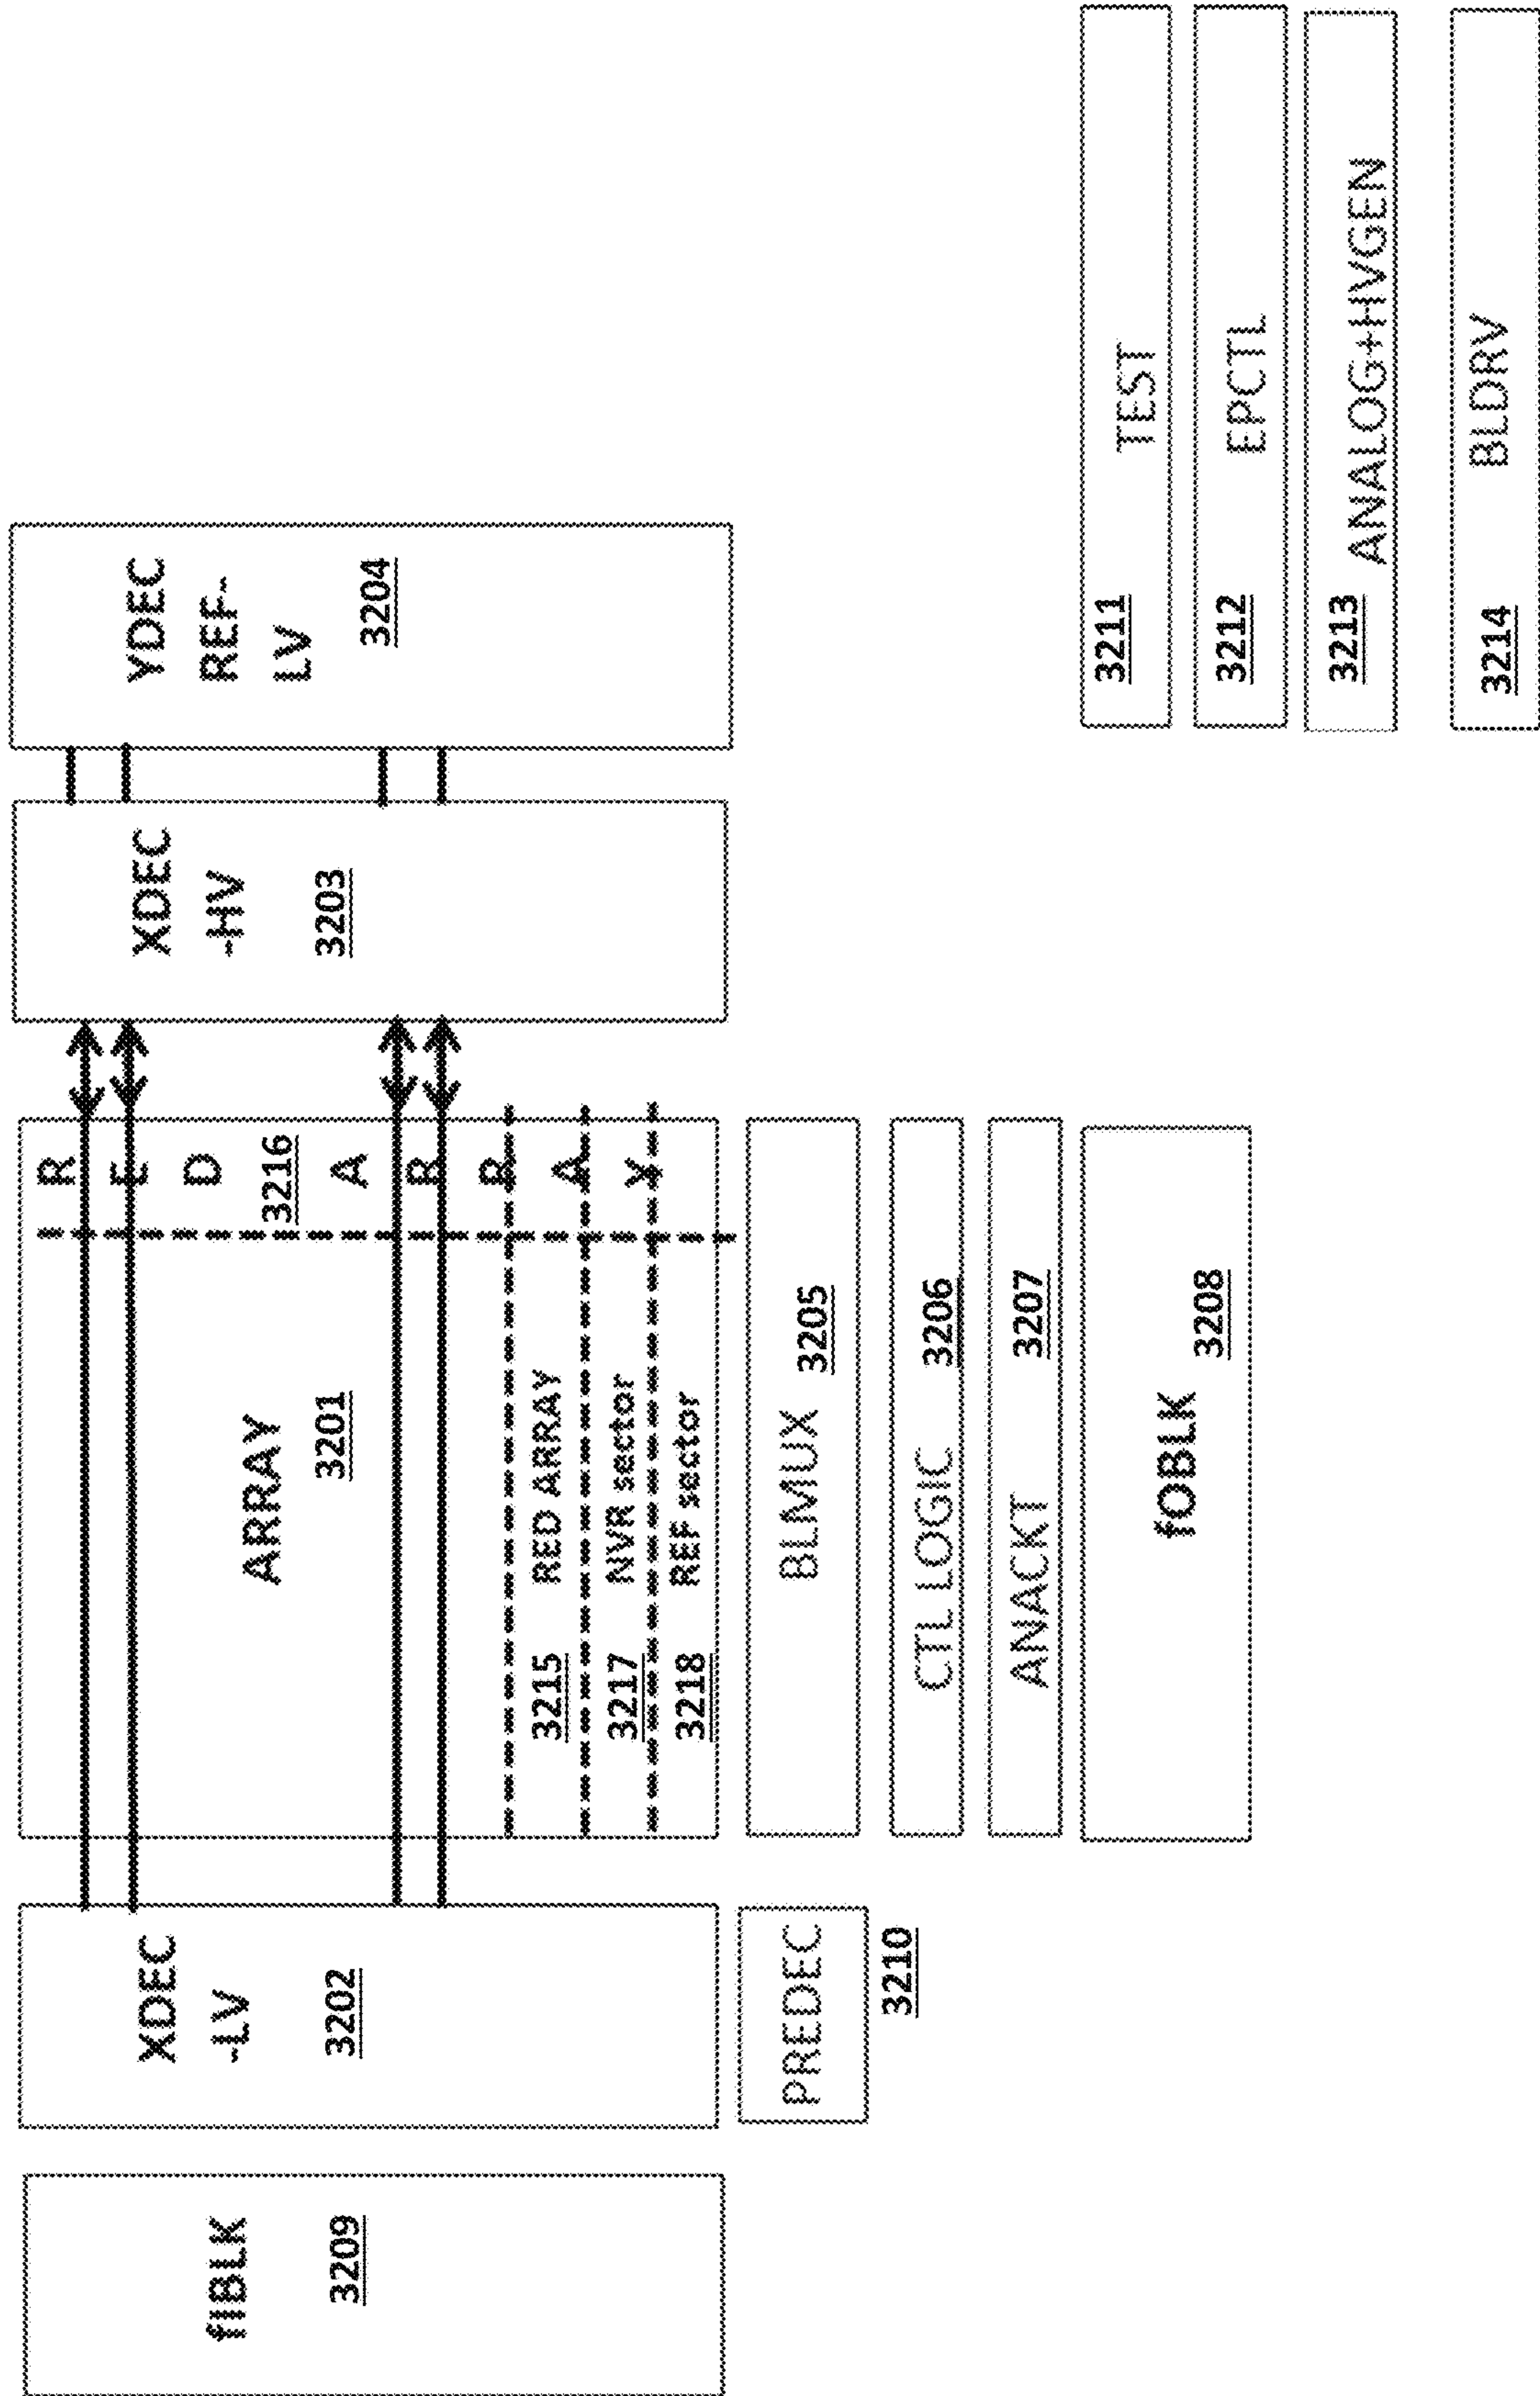 fIBLK
3209
XDEC
-LV
3202
PREDEC
3210
ARRAY
3201
RED
3216
ARRAY
3215 RED ARRAY
3217 NVR sector
3218 REF sector
BLMUX 3205
CTL LOGIC 3206
ANACKT 3207
fOBLK 3208
XDEC
-HV
3203
YDEC
REF-
LV
3204
3211 TEST
3212 EPCTL
3213 ANALOG+HVGEN
3214 BLDRV